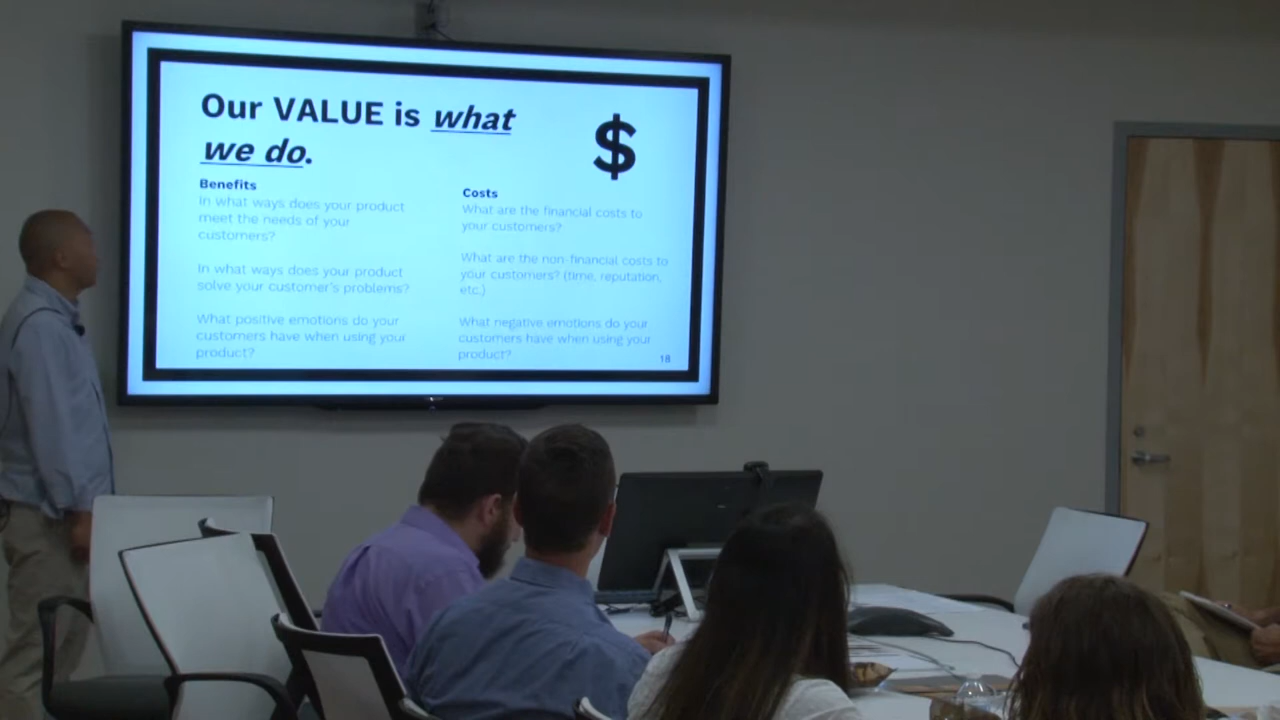 Our VALUE is what
we do.
$
Benefits
In what ways does your product
meet the needs of your
customers?
In what ways does your product
solve your customer's problems?
What positive emotions do your
customers have when using your
product?
Costs
What are the financial costs to
your customers?
What are the non-financial costs to
your customers? (time, reputation,
etc.)
What negative emotions do your
customers have when using your
product?
18